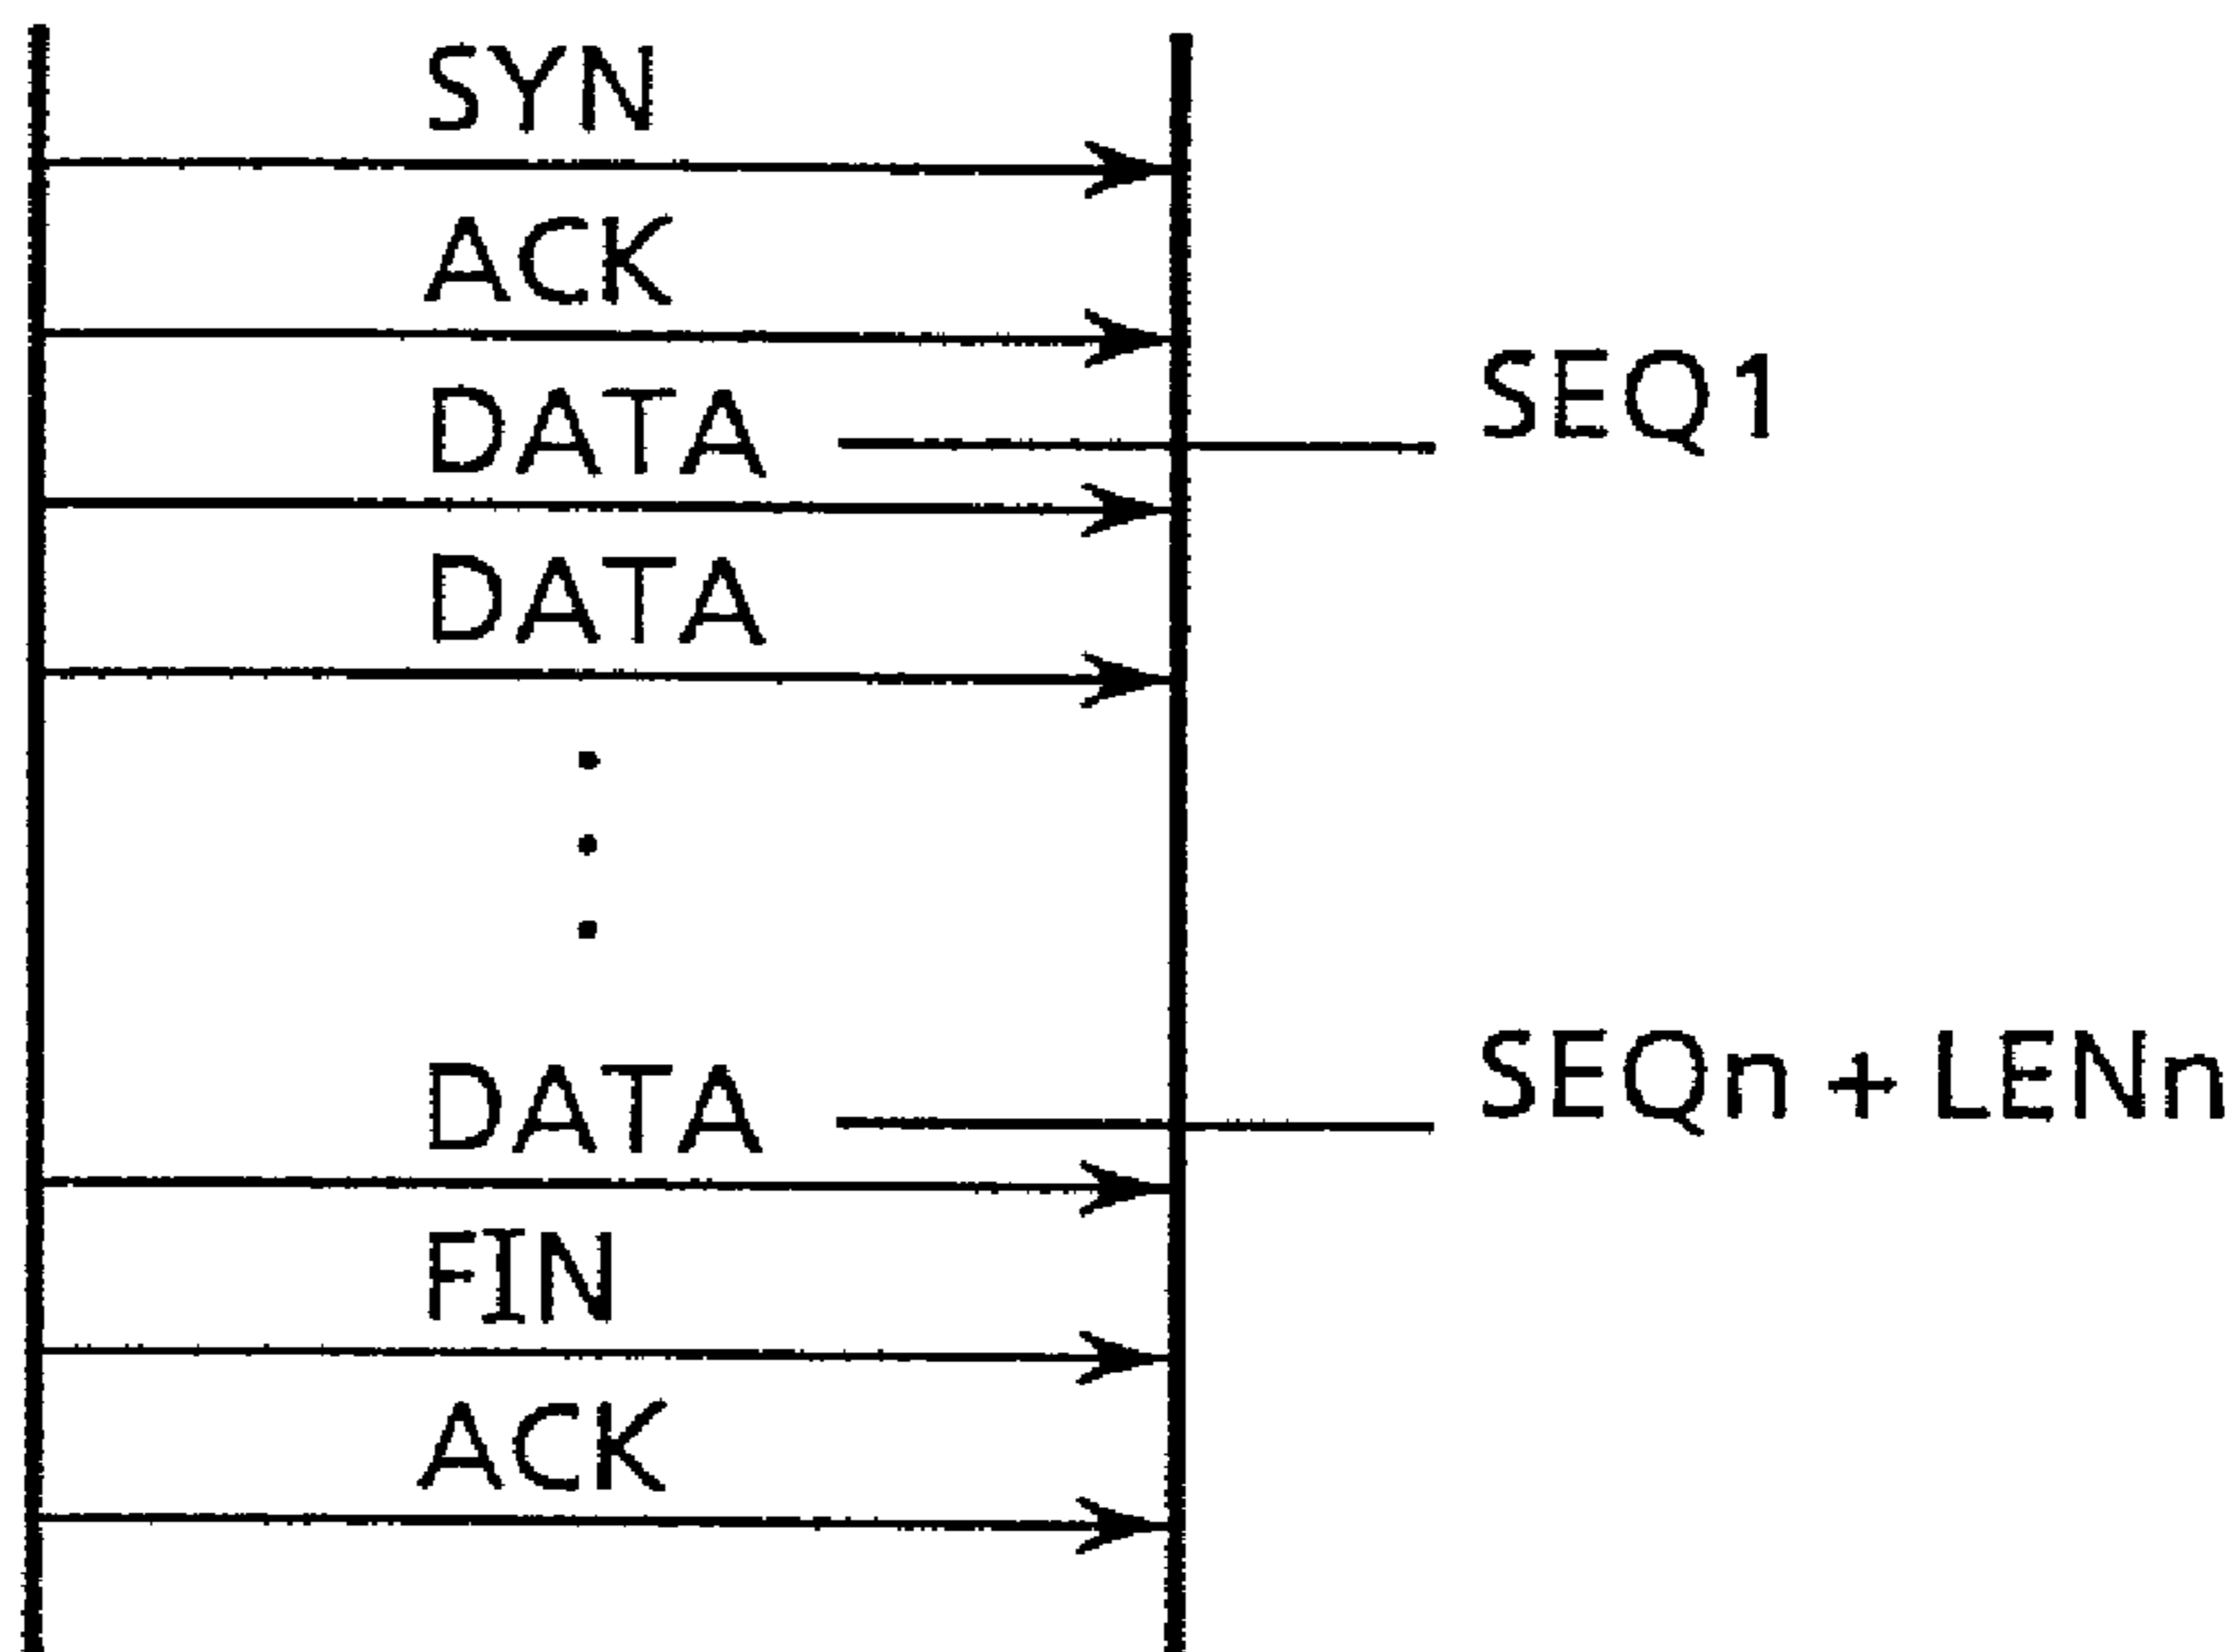 SYN
ACK
DATA
SEQ1
DATA
DATA
SEQn + LENn
FIN
ACK